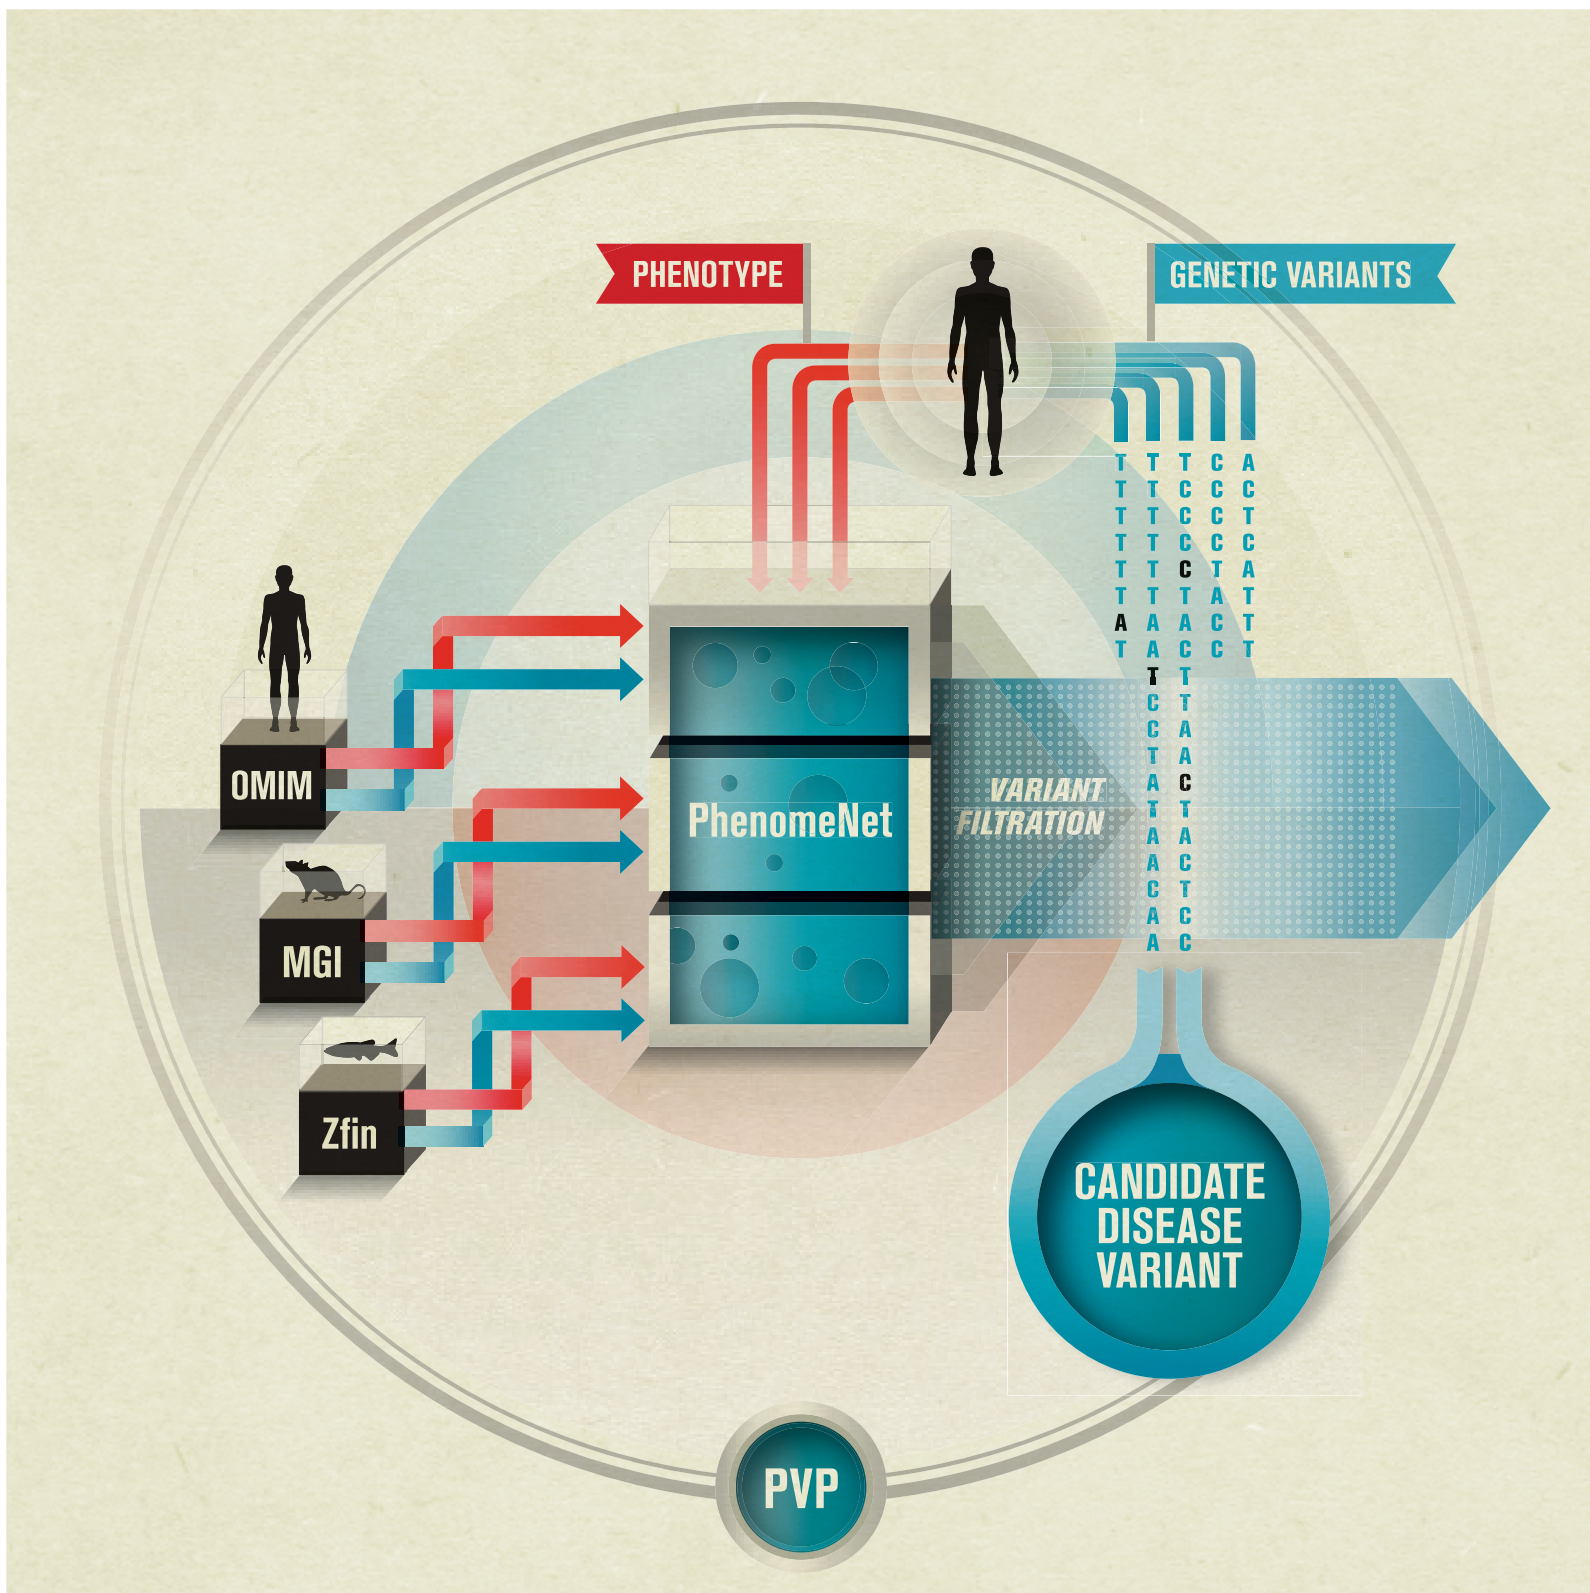 PHENOTYPE
GENETIC VARIANTS
T T T C A
T T C C C
T T C C T
T T C C C
T T C T A
T T T A T
A A A C T
T A C C T
T T
C T
C A
T A
A C
T T
A A
A C
C T
A C
A C
OMIM
MGI
Zfin
PhenomeNet
VARIANT
FILTRATION
CANDIDATE
DISEASE
VARIANT
PVP